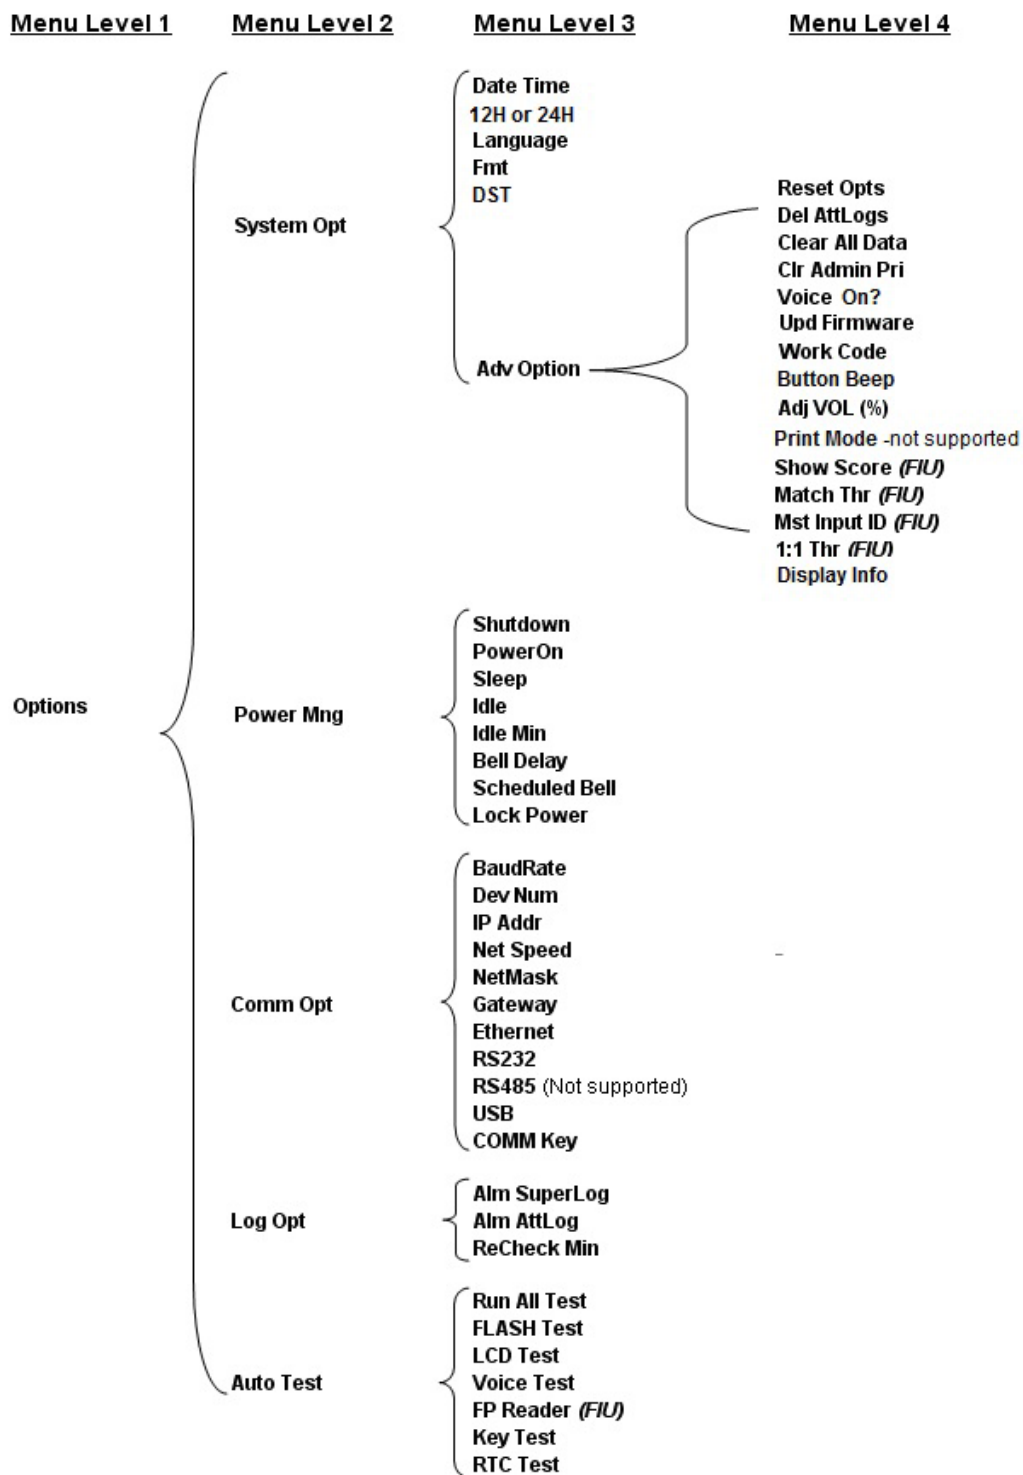 Menu Level 1 Menu Level 2 Menu Level 3 Menu Level 4
Options
System Opt
Date Time
12H or 24H
Language
Fmt
DST
Adv Option
Reset Opts
Del AttLogs
Clear All Data
Clr Admin Pri
Voice On?
Upd Firmware
Work Code
Button Beep
Adj VOL (%)
Print Mode -not supported
Show Score (FIU)
Match Thr (FIU)
Mst Input ID (FIU)
1:1 Thr (FIU)
Display Info
Power Mng
Shutdown
PowerOn
Sleep
Idle
Idle Min
Bell Delay
Scheduled Bell
Lock Power
Comm Opt
BaudRate
Dev Num
IP Addr
Net Speed
NetMask
Gateway
Ethernet
RS232
RS485 (Not supported)
USB
COMM Key
Log Opt
Alm SuperLog
Alm AttLog
ReCheck Min
Auto Test
Run All Test
FLASH Test
LCD Test
Voice Test
FP Reader (FIU)
Key Test
RTC Test